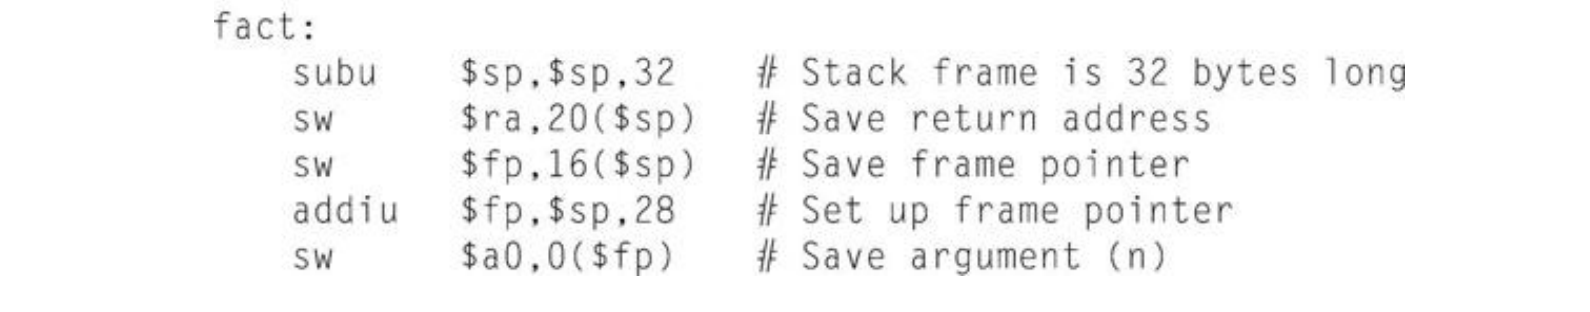 fact:
subu $sp,$sp,32 # Stack frame is 32 bytes long
sw $ra,20($sp) # Save return address
sw $fp,16($sp) # Save frame pointer
addiu $fp,$sp,28 # Set up frame pointer
sw $a0,0($fp) # Save argument (n)